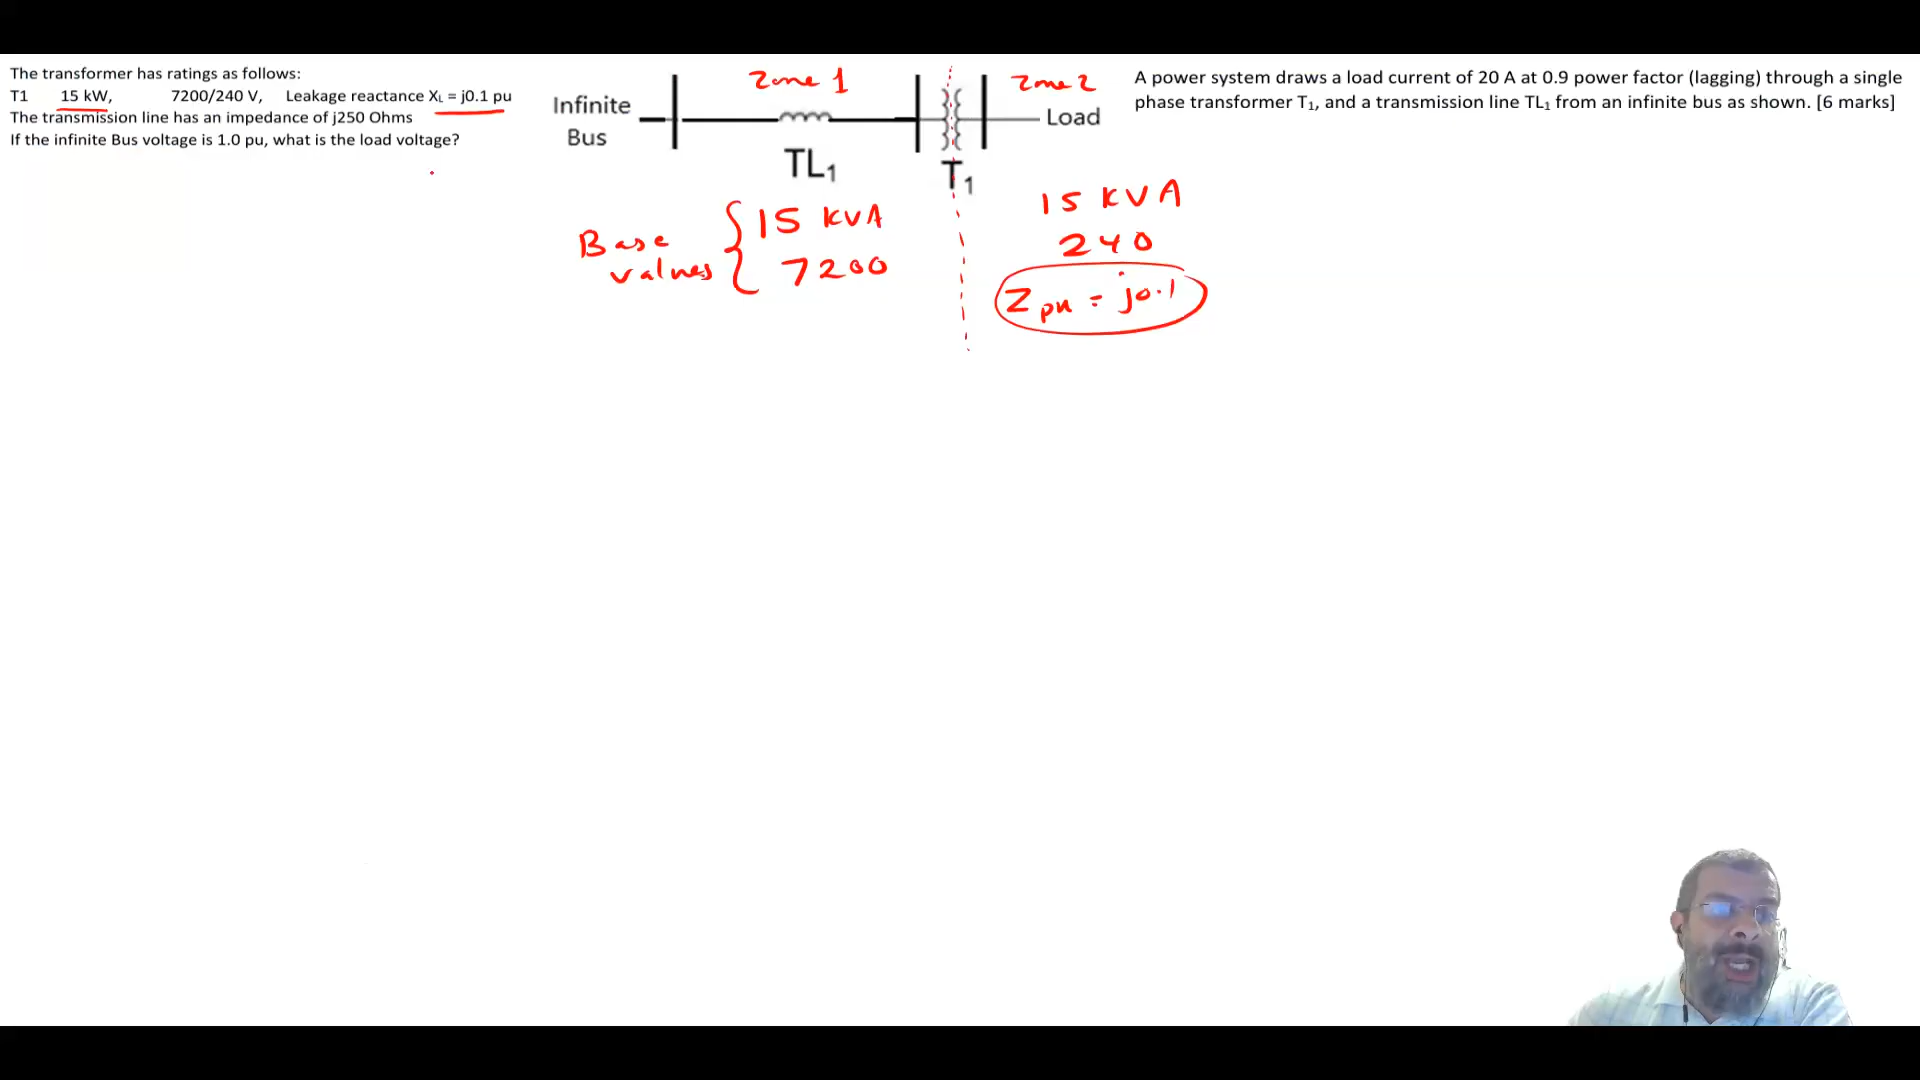 The transformer has ratings as follows:
T1 15 kW, 7200/240 V, Leakage reactance XL = j0.1 pu
The transmission line has an impedance of j250 Ohms
If the infinite Bus voltage is 1.0 pu, what is the load voltage?
Zone 1
Zone 2
Infinite
Bus
Load
TL1
T1
A power system draws a load current of 20 A at 0.9 power factor (lagging) through a single
phase transformer T1, and a transmission line TL1 from an infinite bus as shown. [6 marks]
Base
values
15 KVA
7200
15 KVA
240
Zpu = j0.1